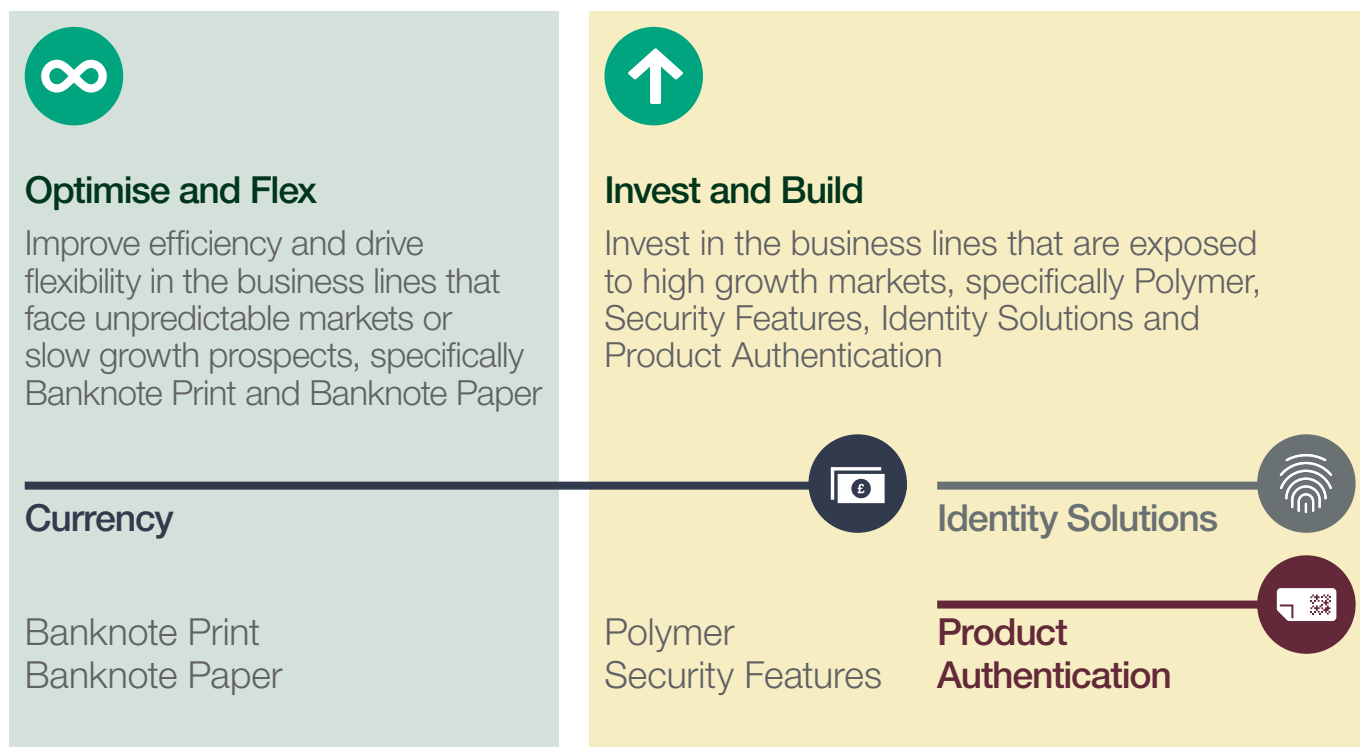 Optimise and Flex
Improve efficiency and drive
flexibility in the business lines that
face unpredictable markets or
slow growth prospects, specifically
Banknote Print and Banknote Paper
Invest and Build
Invest in the business lines that are exposed
to high growth markets, specifically Polymer,
Security Features, Identity Solutions and
Product Authentication
£
Currency
Identity Solutions
Banknote Print
Banknote Paper
Polymer
Security Features
Product
Authentication